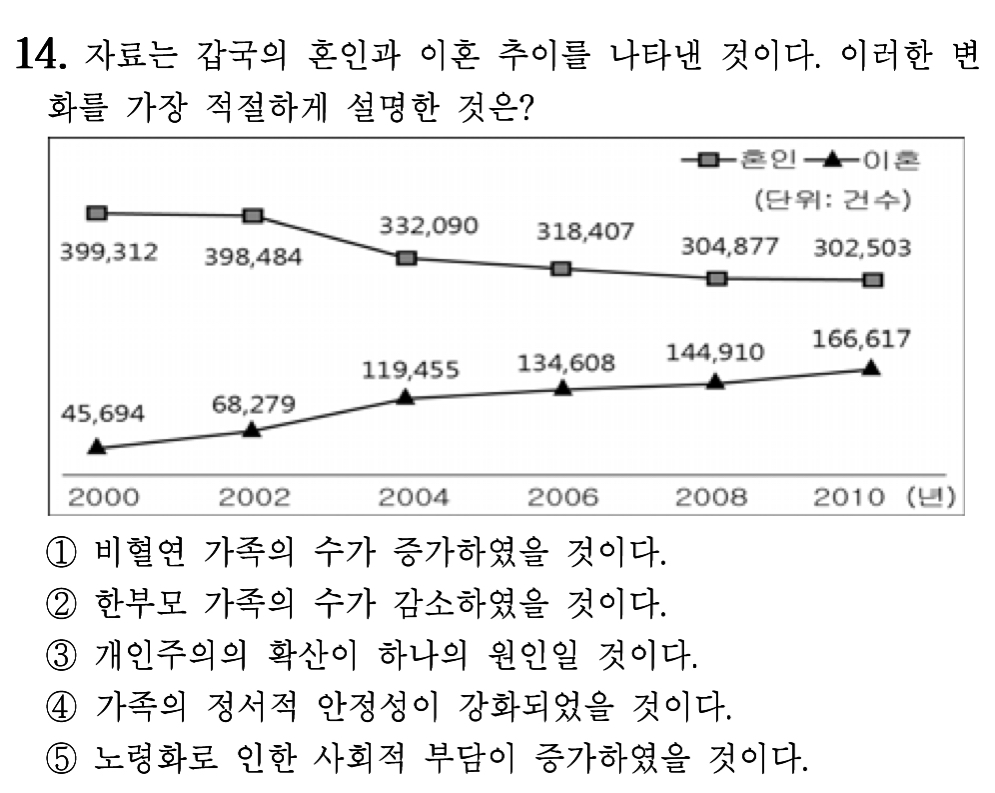 14. 자료는 갑국의 혼인과 이혼 추이를 나타낸 것이다. 이러한 변
화를 가장 적절하게 설명한 것은?
혼인 이혼
(단위: 건수)
399,312 398,484 332,090 318,407 304,877 302,503
45,694 68,279 119,455 134,608 144,910 166,617
2000 2002 2004 2006 2008 2010 (년)
① 비혈연 가족의 수가 증가하였을 것이다.
② 한부모 가족의 수가 감소하였을 것이다.
③ 개인주의의 확산이 하나의 원인일 것이다.
④ 가족의 정서적 안정성이 강화되었을 것이다.
⑤ 노령화로 인한 사회적 부담이 증가하였을 것이다.